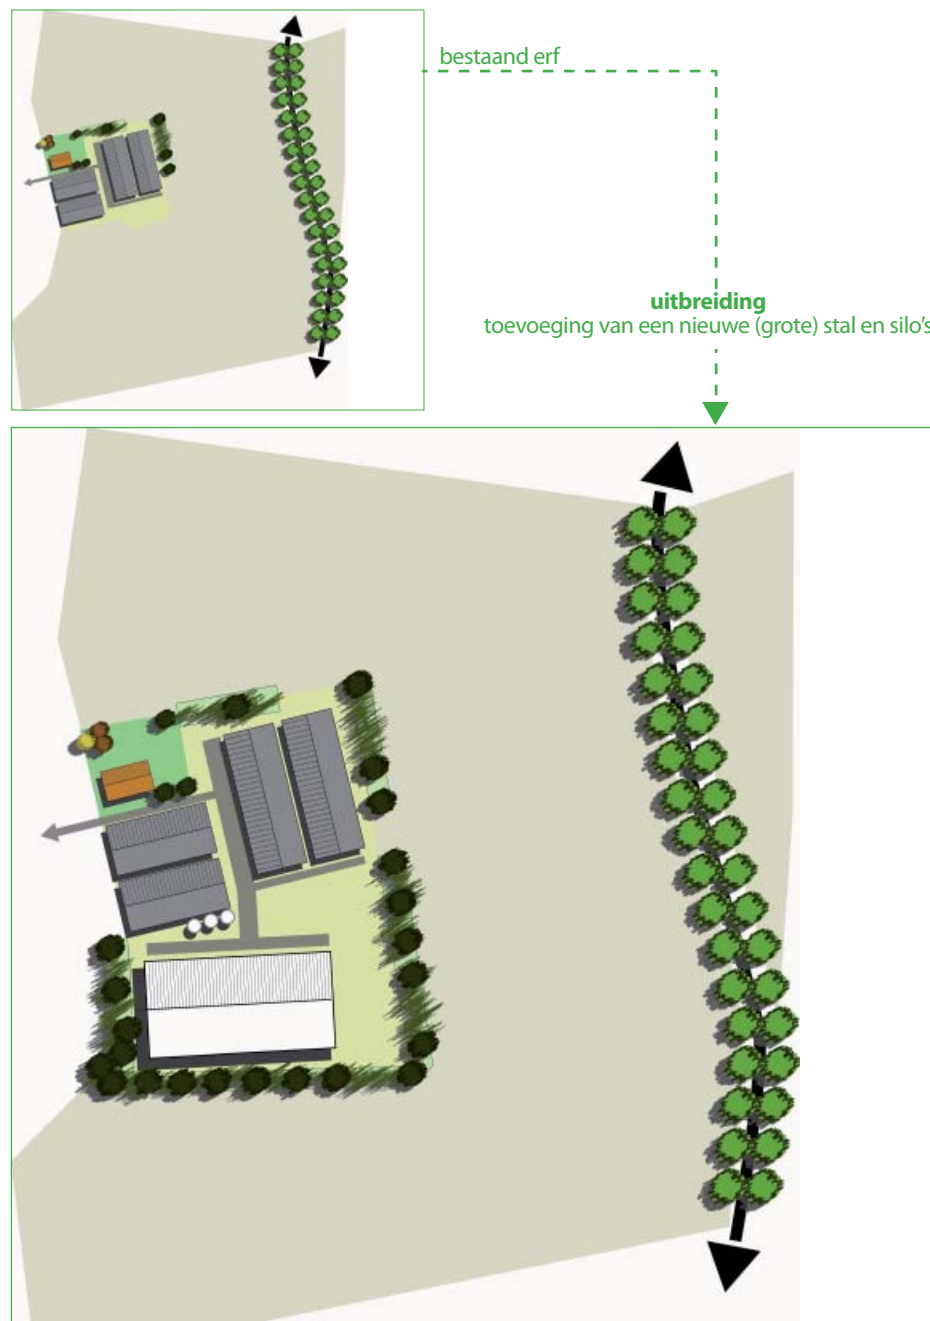 bestaand erf
uitbreiding
toevoeging van een nieuwe (grote) stal en silo’s